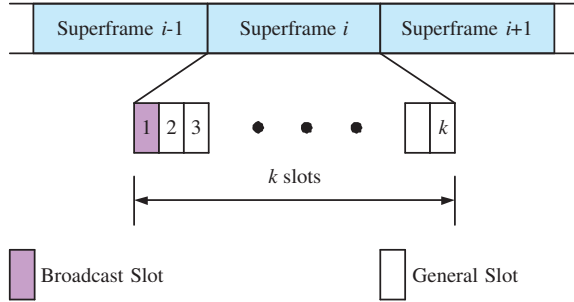 Superframe i-1 Superframe i Superframe i+1
1 2 3 k
k slots
Broadcast Slot General Slot